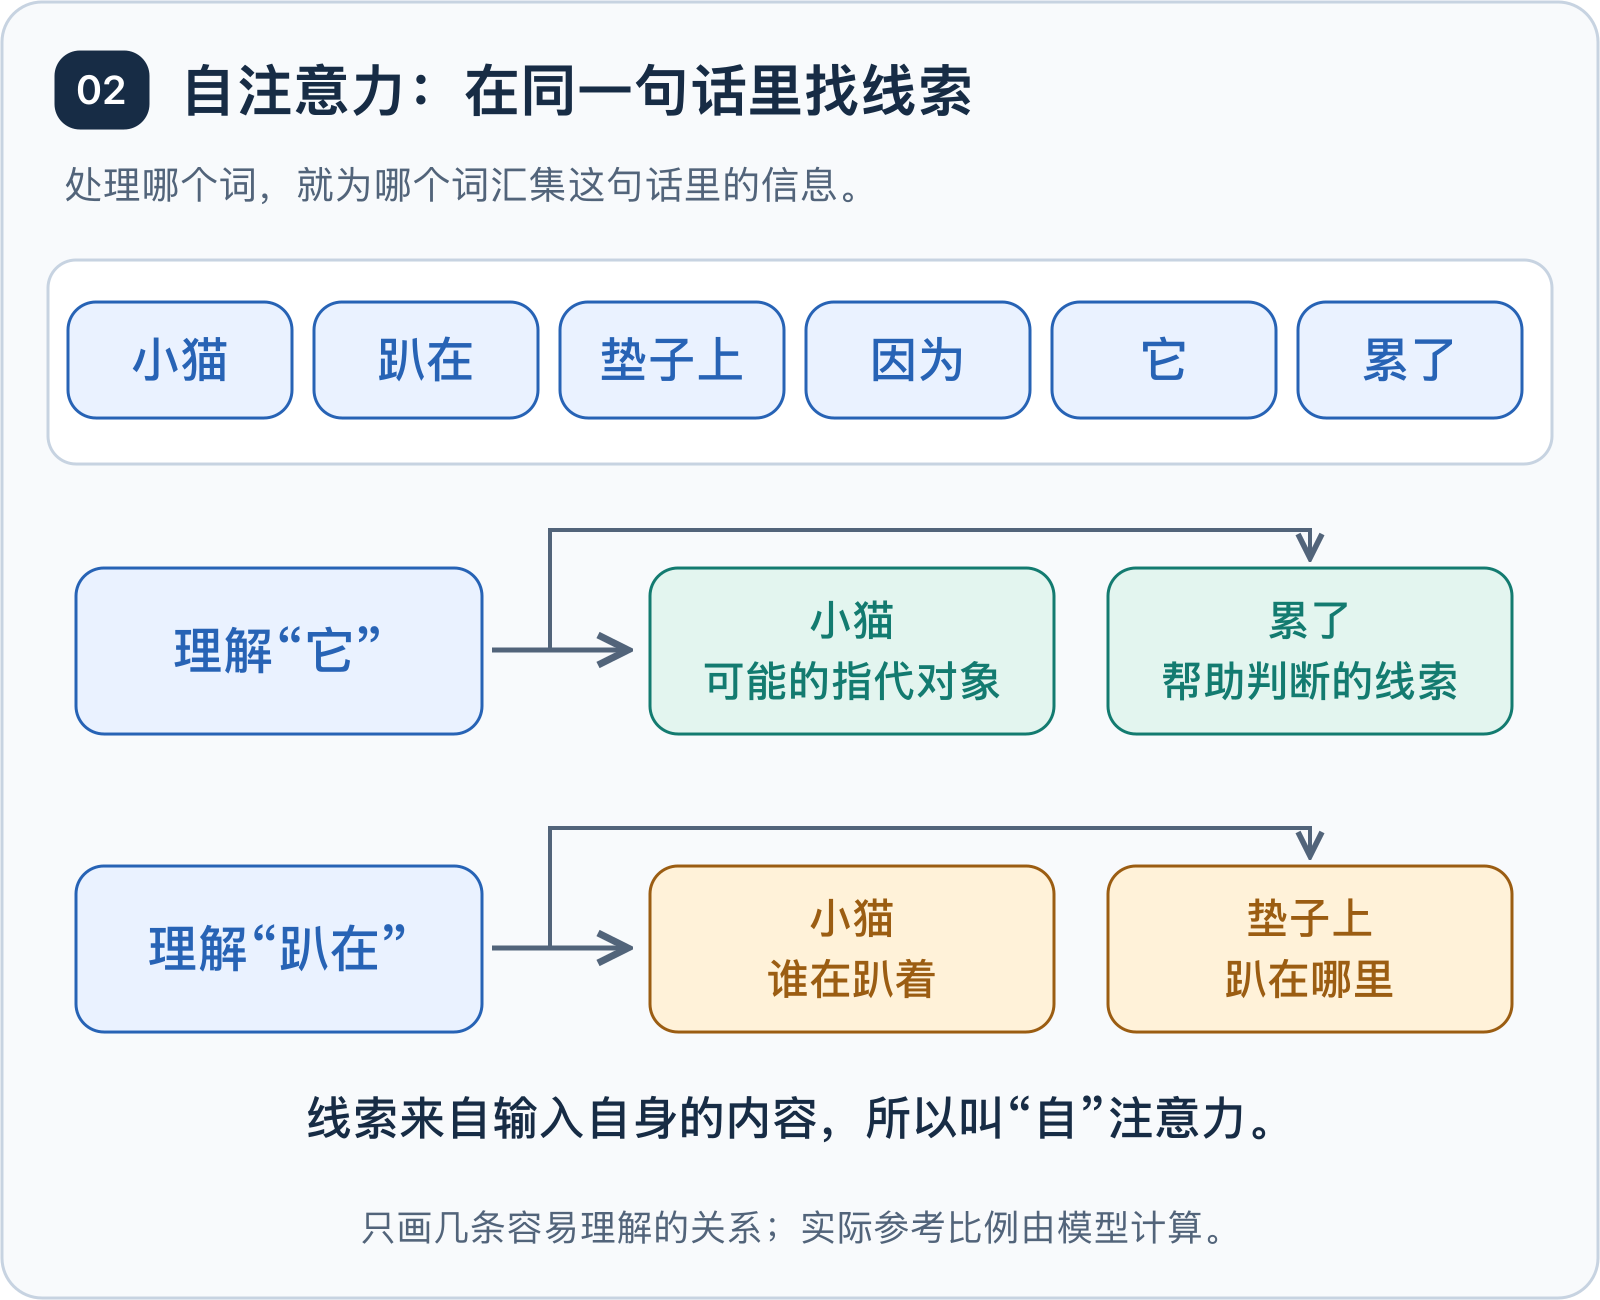 02 自注意力：在同一句话里找线索
处理哪个词，就为哪个词汇集这句话里的信息。
小猫 趴在 垫子上 因为 它 累了
理解“它”
小猫
可能的指代对象
累了
帮助判断的线索
理解“趴在”
小猫
谁在趴着
垫子上
趴在哪里
线索来自输入自身的内容，所以叫“自”注意力。
只画几条容易理解的关系；实际参考比例由模型计算。